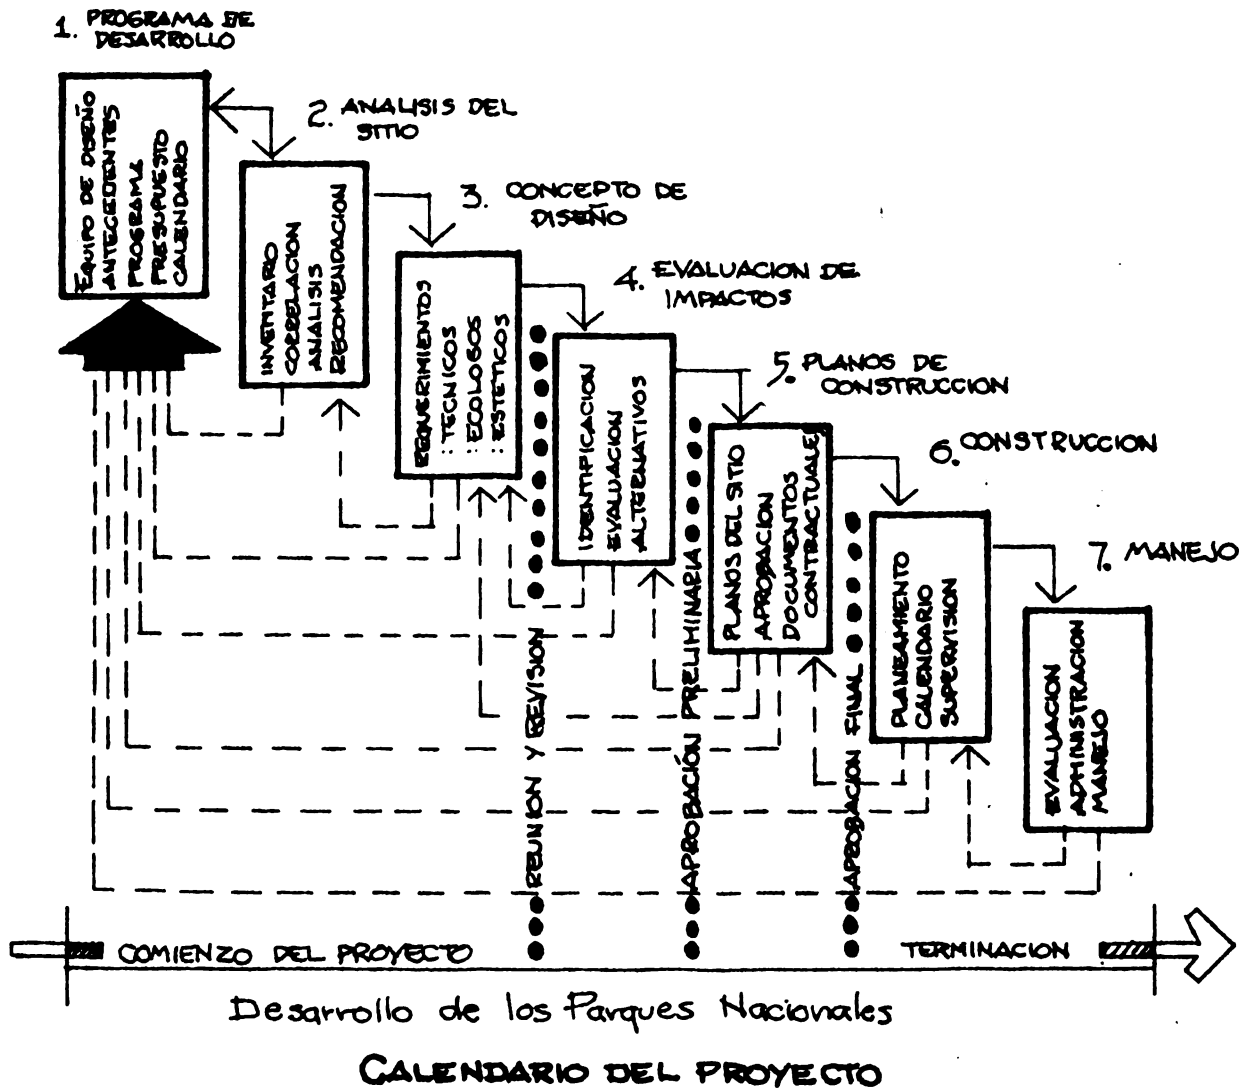 1. PROGRAMA DE
DESARROLLO
EQUIPO DE DISEÑO
ANTECEDENTES
PROGRAMA
PRESUPUESTO
CALENDARIO
2. ANALISIS DEL
SITIO
INVENTARIO
CORRELACION
ANALISIS
RECOMENDACION
3. CONCEPTO DE
DISEÑO
REQUERIMIENTOS
: TECNICOS
: ECOLOGOS
: ESTETICOS
4. EVALUACION DE
IMPACTOS
IDENTIFICACION
EVALUACION
ALTERNATIVOS
5. PLANOS DE
CONSTRUCCION
PLANOS DEL SITIO
APROBACION
DOCUMENTOS
CONTRACTUALES
6. CONSTRUCCION
PLANEAMIENTO
CALENDARIO
SUPERVISION
7. MANEJO
EVALUACION
ADMINISTRACION
MANEJO
REUNION Y REVISION
APROBACIÓN PRELIMINARIA
APROBACION FINAL
COMIENZO DEL PROYECTO
TERMINACION
Desarrollo de los Parques Nacionales
CALENDARIO DEL PROYECTO